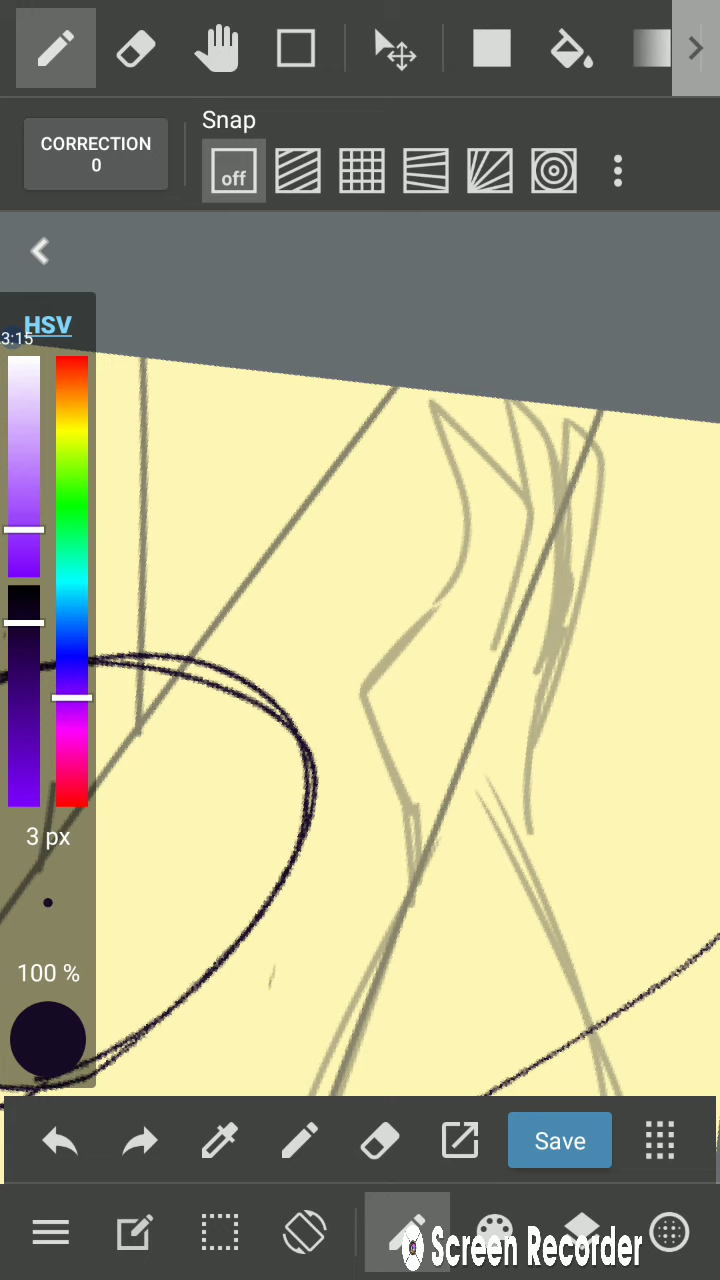 Snap
CORRECTION
0
off
HSV
3:15
3 px
100 %
Save
Screen Recorder